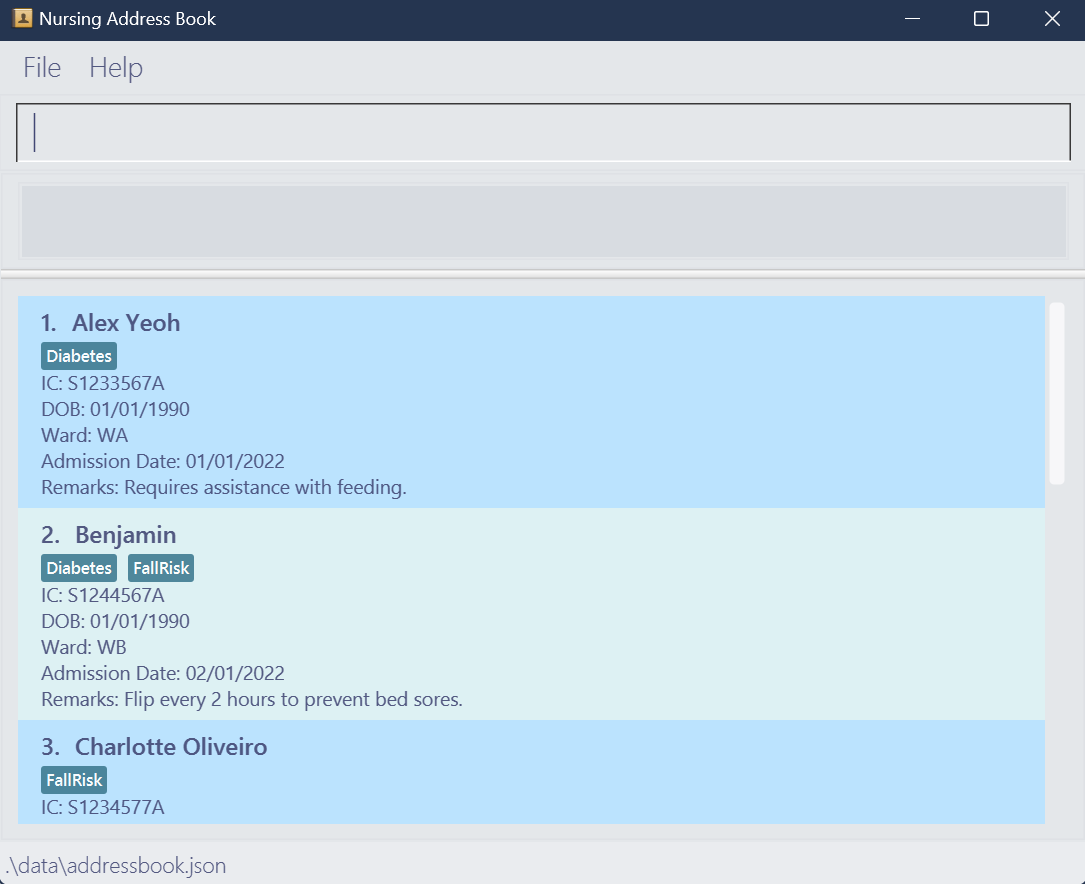 Nursing Address Book
File Help
1. Alex Yeoh
Diabetes
IC: S1233567A
DOB: 01/01/1990
Ward: WA
Admission Date: 01/01/2022
Remarks: Requires assistance with feeding.
2. Benjamin
Diabetes FallRisk
IC: S1244567A
DOB: 01/01/1990
Ward: WB
Admission Date: 02/01/2022
Remarks: Flip every 2 hours to prevent bed sores.
3. Charlotte Oliveiro
FallRisk
IC: S1234577A
.\data\addressbook.json